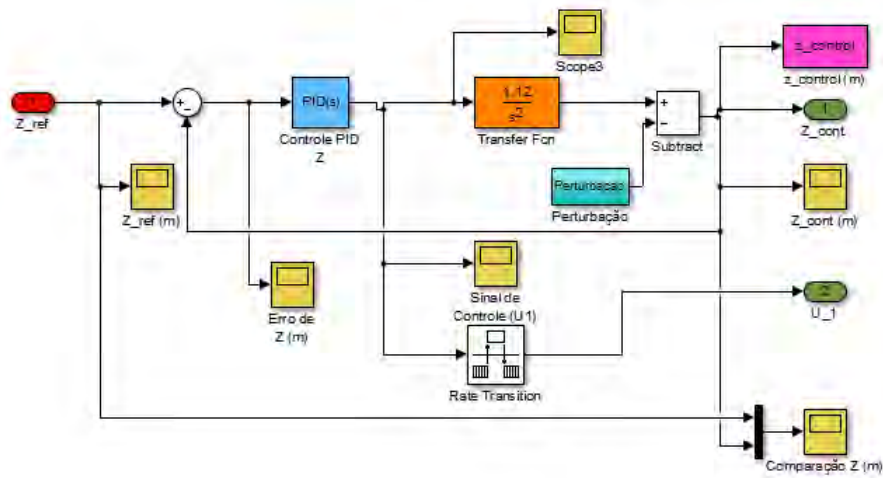 z_control
z_control (m)
Scope3
1
Z_ref
+
-
PID(s)
Controle PID
Z
1.12
s2
Transfer Fcn
+
-
Subtract
1
Z_cont
Z_ref (m)
Perturbação
Perturbação
Z_cont (m)
Erro de
Z (m)
Sinal de
Controle (U1)
2
U_1
Rate Transition
Comparação Z (m)